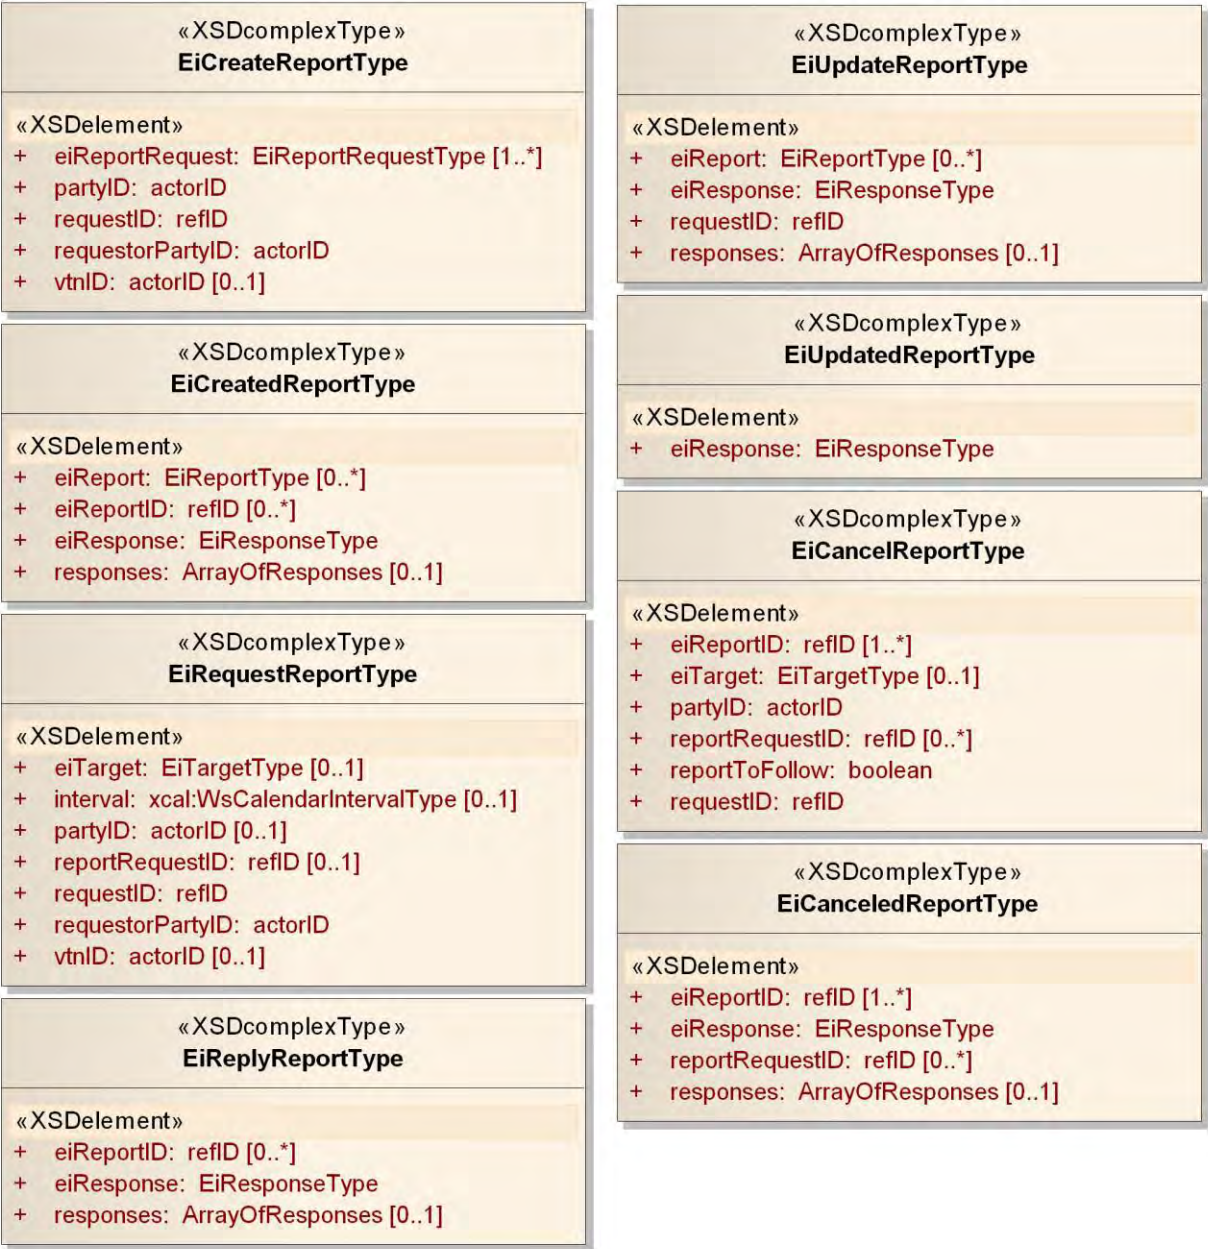 «XSDcomplexType»
EiCreateReportType
«XSDelement»
+ eiReportRequest: EiReportRequestType [1..*]
+ partyID: actorID
+ requestID: refID
+ requestorPartyID: actorID
+ vtnID: actorID [0..1]
«XSDcomplexType»
EiCreatedReportType
«XSDelement»
+ eiReport: EiReportType [0..*]
+ eiReportID: refID [0..*]
+ eiResponse: EiResponseType
+ responses: ArrayOfResponses [0..1]
«XSDcomplexType»
EiRequestReportType
«XSDelement»
+ eiTarget: EiTargetType [0..1]
+ interval: xcal:WsCalendarIntervalType [0..1]
+ partyID: actorID [0..1]
+ reportRequestID: refID [0..1]
+ requestID: refID
+ requestorPartyID: actorID
+ vtnID: actorID [0..1]
«XSDcomplexType»
EiReplyReportType
«XSDelement»
+ eiReportID: refID [0..*]
+ eiResponse: EiResponseType
+ responses: ArrayOfResponses [0..1]
«XSDcomplexType»
EiUpdateReportType
«XSDelement»
+ eiReport: EiReportType [0..*]
+ eiResponse: EiResponseType
+ requestID: refID
+ responses: ArrayOfResponses [0..1]
«XSDcomplexType»
EiUpdatedReportType
«XSDelement»
+ eiResponse: EiResponseType
«XSDcomplexType»
EiCancelReportType
«XSDelement»
+ eiReportID: refID [1..*]
+ eiTarget: EiTargetType [0..1]
+ partyID: actorID
+ reportRequestID: refID [0..*]
+ reportToFollow: boolean
+ requestID: refID
«XSDcomplexType»
EiCanceledReportType
«XSDelement»
+ eiReportID: refID [1..*]
+ eiResponse: EiResponseType
+ reportRequestID: refID [0..*]
+ responses: ArrayOfResponses [0..1]